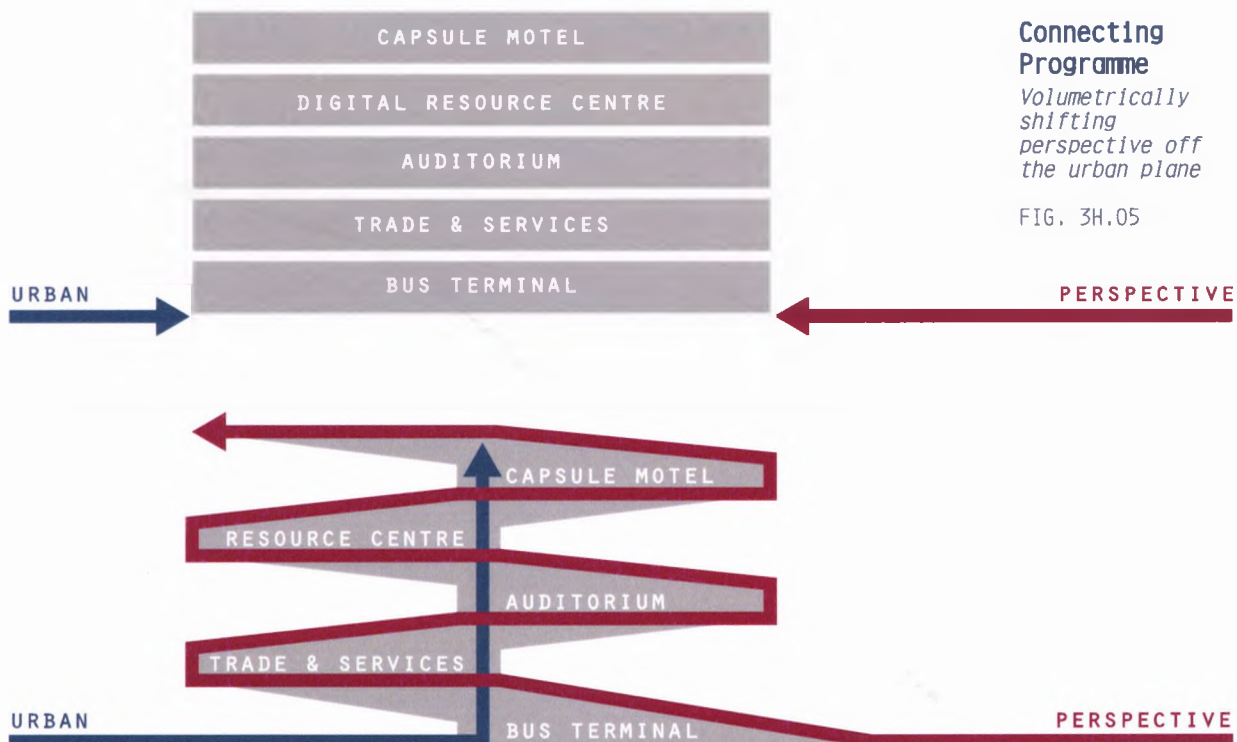 CAPSULE MOTEL
DIGITAL RESOURCE CENTRE
AUDITORIUM
TRADE & SERVICES
BUS TERMINAL
URBAN
PERSPECTIVE
Connecting
Programme
Volumetrically
shifting
perspective off
the urban plane
FIG. 3H.05
CAPSULE MOTEL
RESOURCE CENTRE
AUDITORIUM
TRADE & SERVICES
BUS TERMINAL
URBAN
PERSPECTIVE